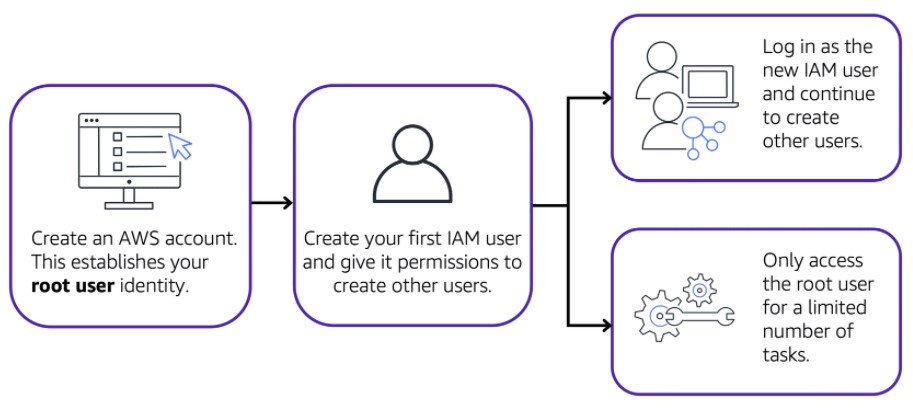 Create an AWS account.
This establishes your
root user identity.
Create your first IAM user
and give it permissions to
create other users.
Log in as the
new IAM user
and continue
to create
other users.
Only access
the root user
for a limited
number of
tasks.